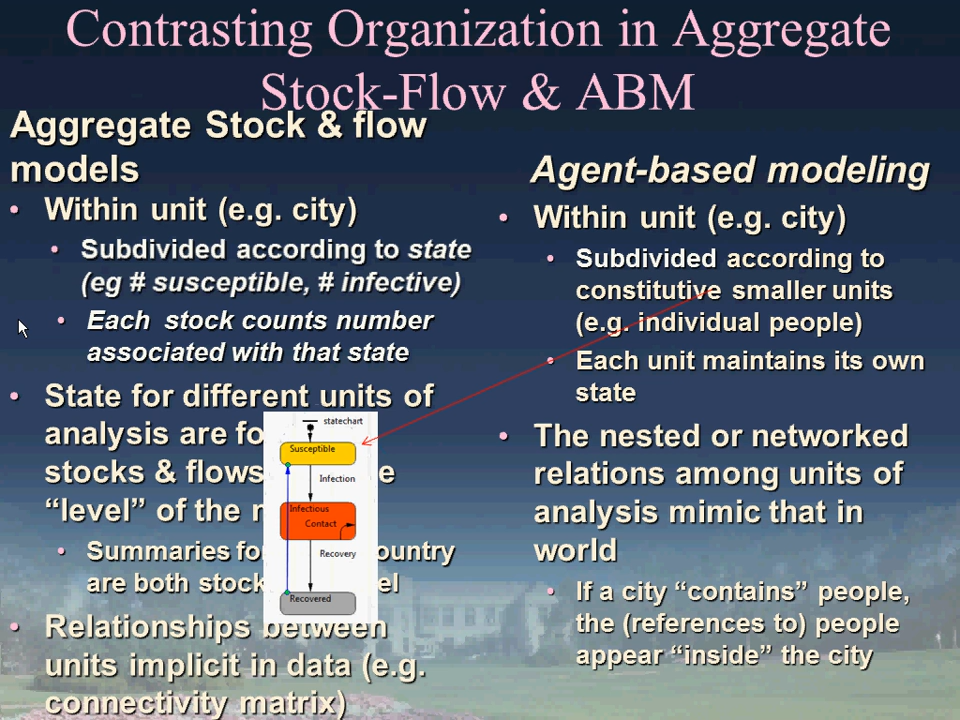 Contrasting Organization in Aggregate
Stock-Flow & ABM
Aggregate Stock & flow
models
• Within unit (e.g. city)
• Subdivided according to state
(eg # susceptible, # infective)
• Each stock counts number
associated with that state
• State for different units of
analysis are fo
stocks & flows e
“level” of the
• Summaries fo ountry
are both stock el
• Relationships between
units implicit in data (e.g.
connectivity matrix)
statechart
Susceptible
Infection
Infectious
Contact
Recovery
Recovered
Agent-based modeling
• Within unit (e.g. city)
• Subdivided according to
constitutive smaller units
(e.g. individual people)
• Each unit maintains its own
state
• The nested or networked
relations among units of
analysis mimic that in
world
• If a city “contains” people,
the (references to) people
appear “inside” the city